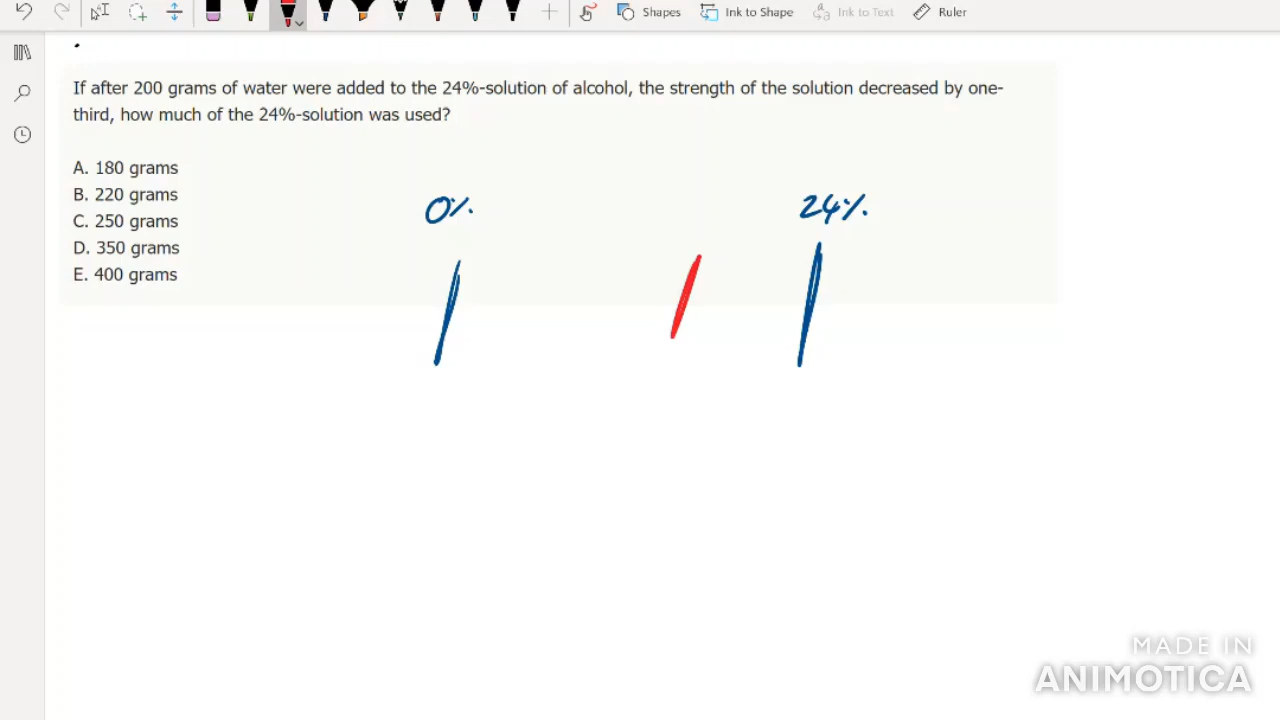 Shapes Ink to Shape Ink to Text Ruler
If after 200 grams of water were added to the 24%-solution of alcohol, the strength of the solution decreased by one-
third, how much of the 24%-solution was used?
A. 180 grams
B. 220 grams
C. 250 grams
D. 350 grams
E. 400 grams
0% 24%
MADE IN
ANIMOTICA